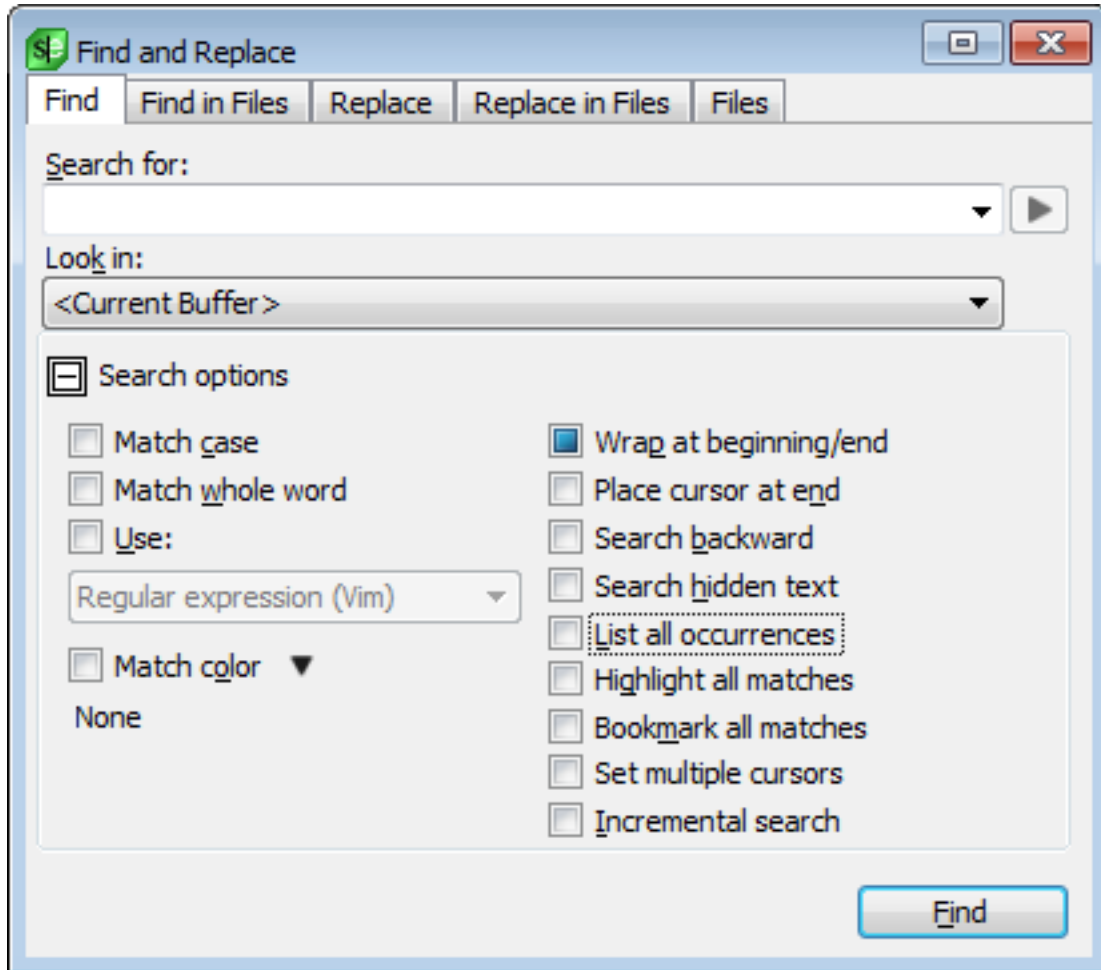 Find and Replace
Find
Find in Files
Replace
Replace in Files
Files
Search for:
Look in:
<Current Buffer>
Search options
Match case
Match whole word
Use:
Regular expression (Vim)
Match color
None
Wrap at beginning/end
Place cursor at end
Search backward
Search hidden text
List all occurrences
Highlight all matches
Bookmark all matches
Set multiple cursors
Incremental search
Find